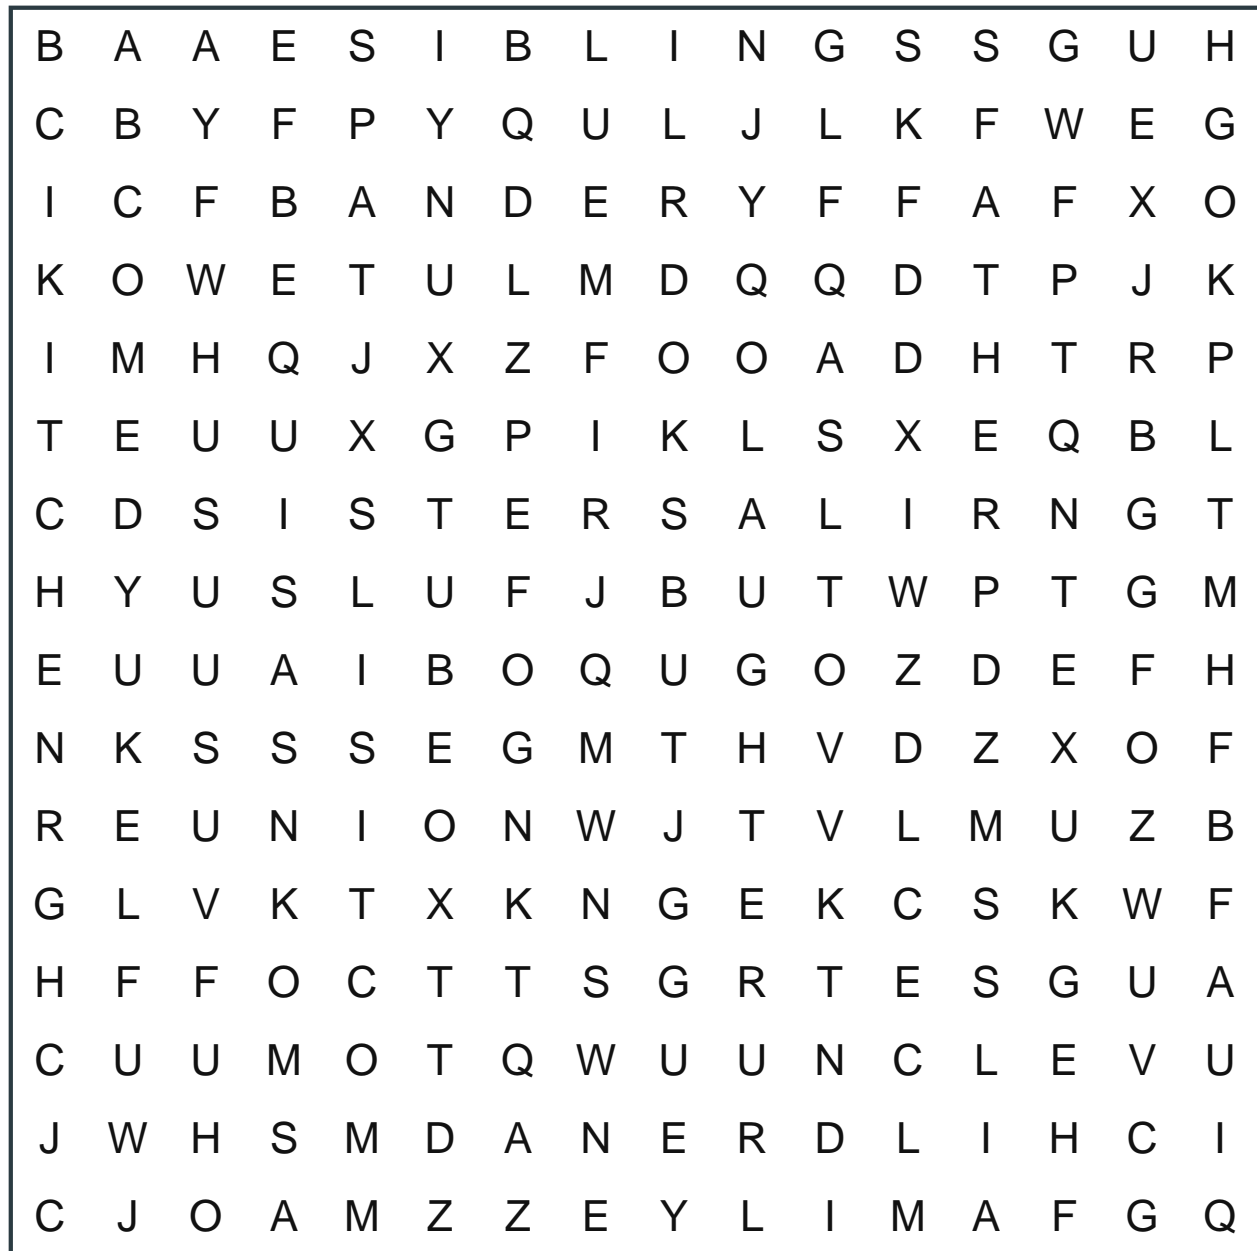 B A A E S I B L I N G S S G U H
C B Y F P Y Q U L J L K F W E G
I C F B A N D E R Y F F A F X O
K O W E T U L M D Q Q D T P J K
I M H Q J X Z F O O A D H T R P
T E U U X G P I K L S X E Q B L
C D S I S T E R S A L I R N G T
H Y U S L U F J B U T W P T G M
E U U A I B O Q U G O Z D E F H
N K S S S E G M T H V D Z X O F
R E U N I O N W J T V L M U Z B
G L V K T X K N G E K C S K W F
H F F O C T T S G R T E S G U A
C U U M O T Q W U U N C L E V U
J W H S M D A N E R D L I H C I
C J O A M Z Z E Y L I M A F G Q